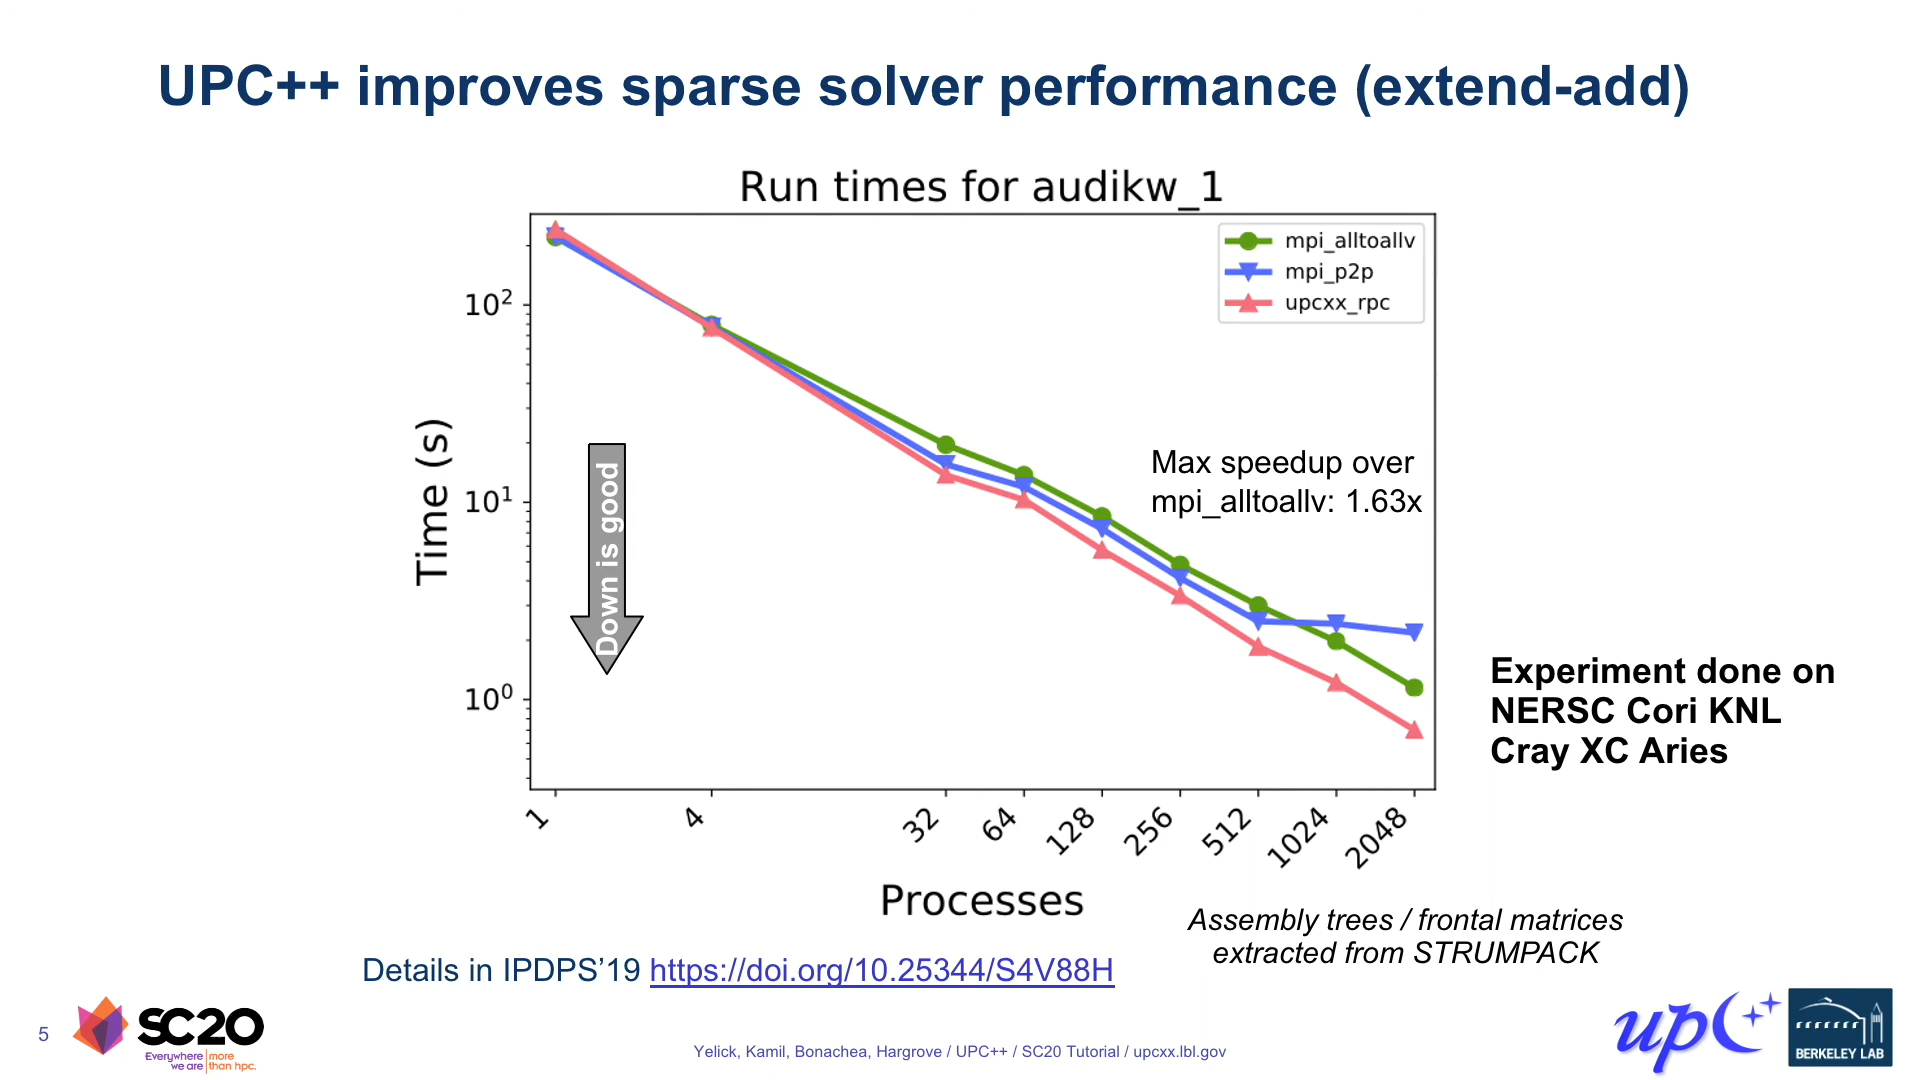 UPC++ improves sparse solver performance (extend-add)
Run times for audikw_1
mpi_alltoallv
mpi_p2p
upcxx_rpc
10²
10¹
10⁰
Time (s)
Down is good
Max speedup over
mpi_alltoallv: 1.63x
Experiment done on
NERSC Cori KNL
Cray XC Aries
1 4 32 64 128 256 512 1024 2048
Processes
Assembly trees / frontal matrices
extracted from STRUMPACK
Details in IPDPS’19 https://doi.org/10.25344/S4V88H
5
SC20
Everywhere more
we are than hpc.
Yelick, Kamil, Bonachea, Hargrove / UPC++ / SC20 Tutorial / upcxx.lbl.gov
upc++
BERKELEY LAB